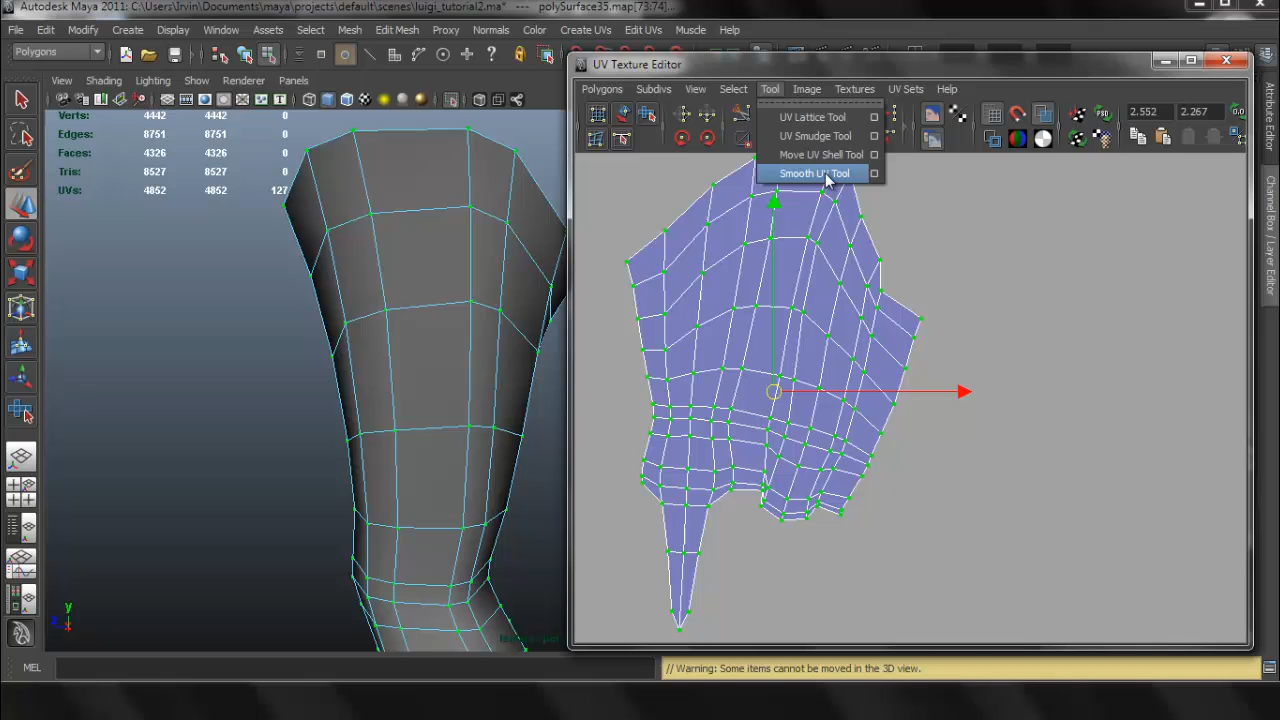 Autodesk Maya 2011: C:\Users\Irvin\Documents\maya\projects\default\scenes\luigi_tutorial2.ma* --- polySurface35.map[73:74]
File Edit Modify Create Display Window Assets Select Mesh Edit Mesh Proxy Normals Color Create UVs Edit UVs Muscle Help
Polygons
View Shading Lighting Show Renderer Panels
Verts: 4442 4442 0
Edges: 8751 8751 0
Faces: 4326 4326 0
Tris: 8527 8527 0
UVs: 4852 4852 127
y
z x
UV Texture Editor
Polygons Subdivs View Select Tool Image Textures UV Sets Help
2.552 2.267
UV Lattice Tool
UV Smudge Tool
Move UV Shell Tool
Smooth UV Tool
Attribute Editor
Channel Box / Layer Editor
MEL
// Warning: Some items cannot be moved in the 3D view.